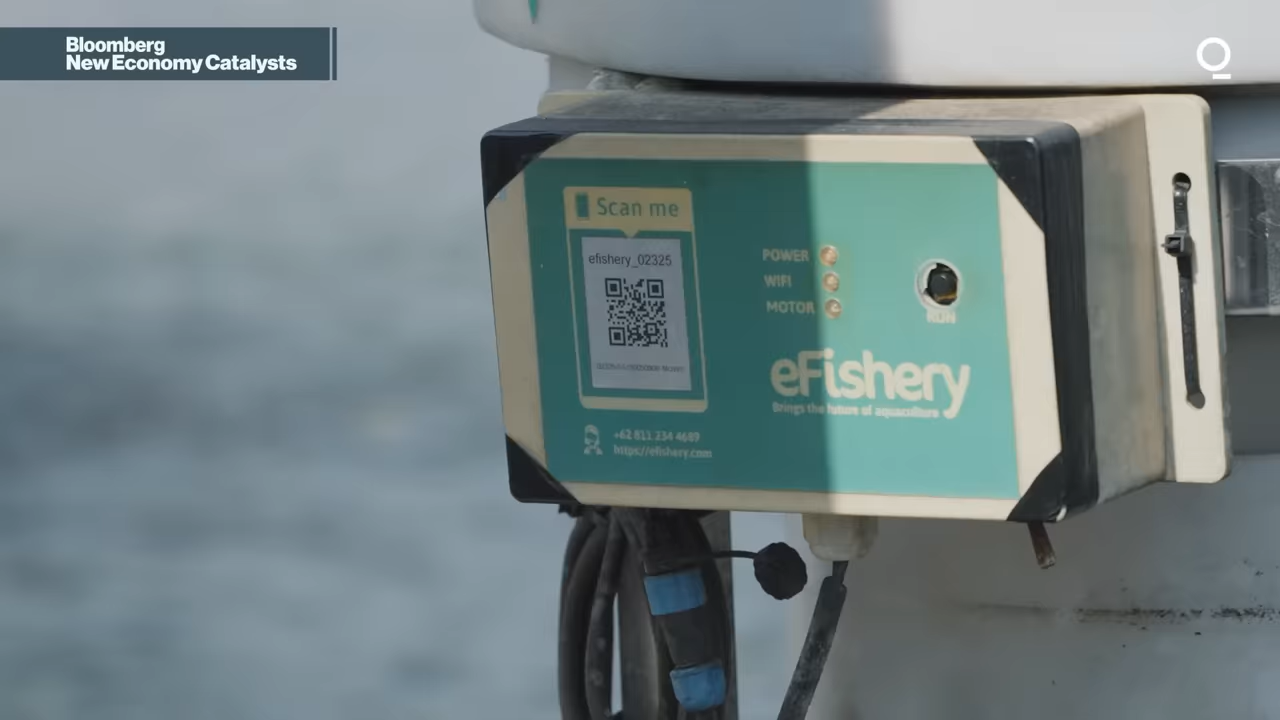 Bloomberg
New Economy Catalysts
Scan me
efishery_02325
POWER
WIFI
MOTOR
RUN
eFishery
Brings the future of aquaculture
+62 811 234 4689
https://efishery.com